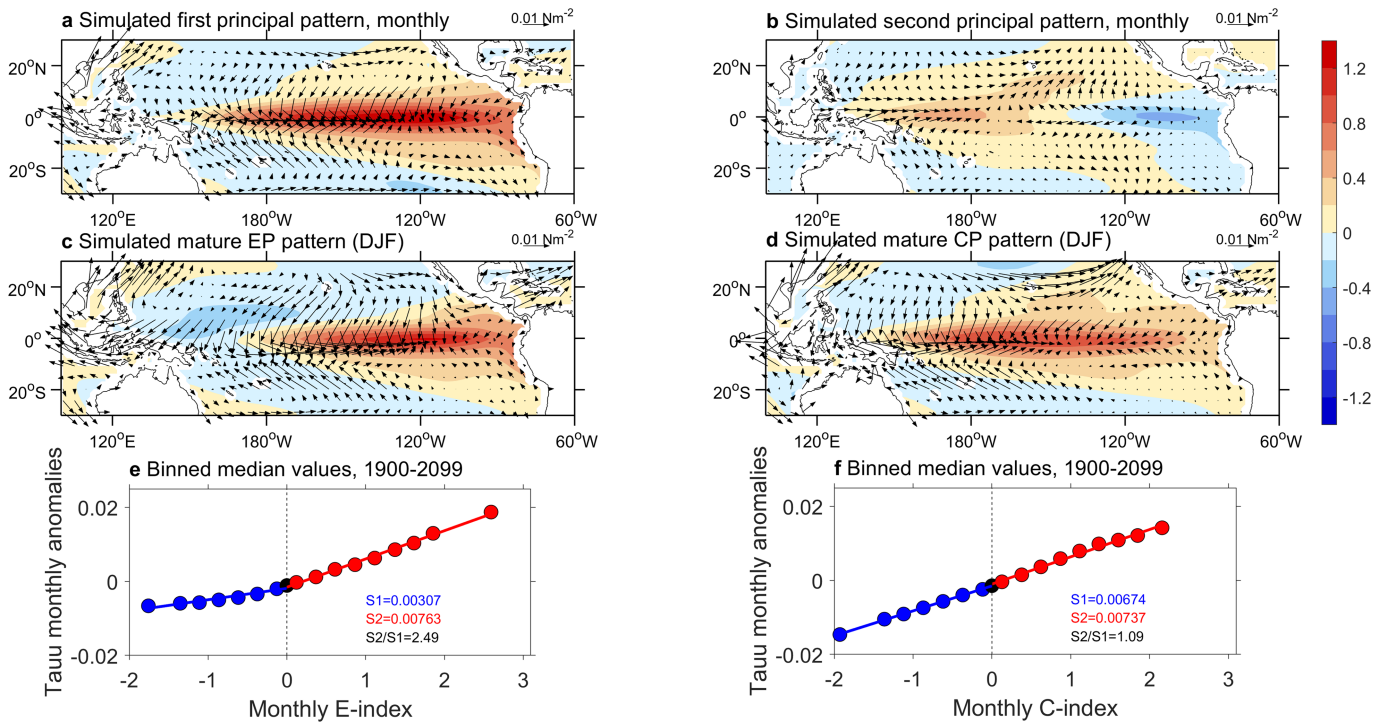 a Simulated first principal pattern, monthly
0.01 Nm-2
b Simulated second principal pattern, monthly
0.01 Nm-2
20°N
0°
20°S
120°E
180°W
120°W
60°W
20°N
0°
20°S
120°E
180°W
120°W
60°W
c Simulated mature EP pattern (DJF)
0.01 Nm-2
d Simulated mature CP pattern (DJF)
0.01 Nm-2
20°N
0°
20°S
120°E
180°W
120°W
60°W
20°N
0°
20°S
120°E
180°W
120°W
60°W
1.2
0.8
0.4
0
-0.4
-0.8
-1.2
e Binned median values, 1900-2099
Tauu monthly anomalies
0.02
0
-0.02
S1=0.00307
S2=0.00763
S2/S1=2.49
-2
-1
0
1
2
3
Monthly E-index
f Binned median values, 1900-2099
Tauu monthly anomalies
0.02
0
-0.02
S1=0.00674
S2=0.00737
S2/S1=1.09
-2
-1
0
1
2
3
Monthly C-index